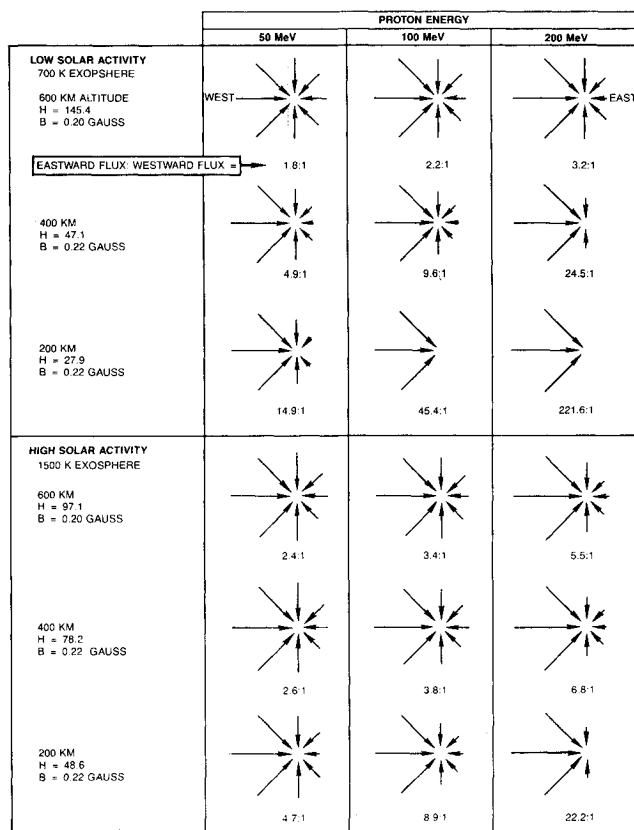 PROTON ENERGY
50 MeV 100 MeV 200 MeV
LOW SOLAR ACTIVITY
700 K EXOPSHERE
600 KM ALTITUDE
H = 145.4
B = 0.20 GAUSS
WEST
EAST
EASTWARD FLUX: WESTWARD FLUX =
1.8:1 2.2:1 3.2:1
400 KM
H = 47.1
B = 0.22 GAUSS
4.9:1 9.6:1 24.5:1
200 KM
H = 27.9
B = 0.22 GAUSS
14.9:1 45.4:1 221.6:1
HIGH SOLAR ACTIVITY
1500 K EXOSPHERE
600 KM
H = 97.1
B = 0.20 GAUSS
2.4:1 3.4:1 5.5:1
400 KM
H = 78.2
B = 0.22 GAUSS
2.6:1 3.8:1 6.8:1
200 KM
H = 48.6
B = 0.22 GAUSS
4.7:1 8.9:1 22.2:1